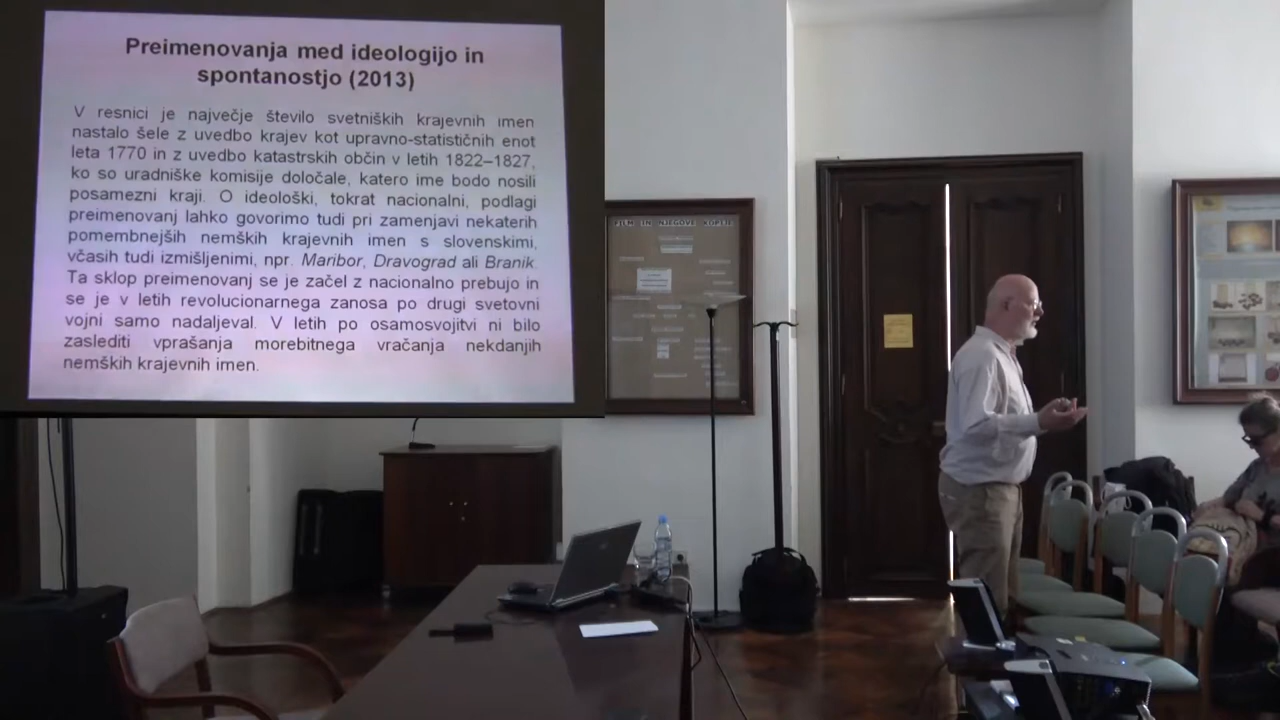 Preimenovanja med ideologijo in
spontanostjo (2013)
V resnici je največje število svetniških krajevnih imen
nastalo šele z uvedbo krajev kot upravno-statističnih enot
leta 1770 in z uvedbo katastrskih občin v letih 1822–1827,
ko so uradniške komisije določale, katero ime bodo nosili
posamezni kraji. O ideološki, tokrat nacionalni, podlagi
preimenovanj lahko govorimo tudi pri zamenjavi nekaterih
pomembnejših nemških krajevnih imen s slovenskimi,
včasih tudi izmišljenimi, npr. Maribor, Dravograd ali Branik.
Ta sklop preimenovanj se je začel z nacionalno prebujo in
se je v letih revolucionarnega zanosa po drugi svetovni
vojni samo nadaljeval. V letih po osamosvojitvi ni bilo
zaslediti vprašanja morebitnega vračanja nekdanjih
nemških krajevnih imen.
FILM IN NJEGOVE KOPIJE